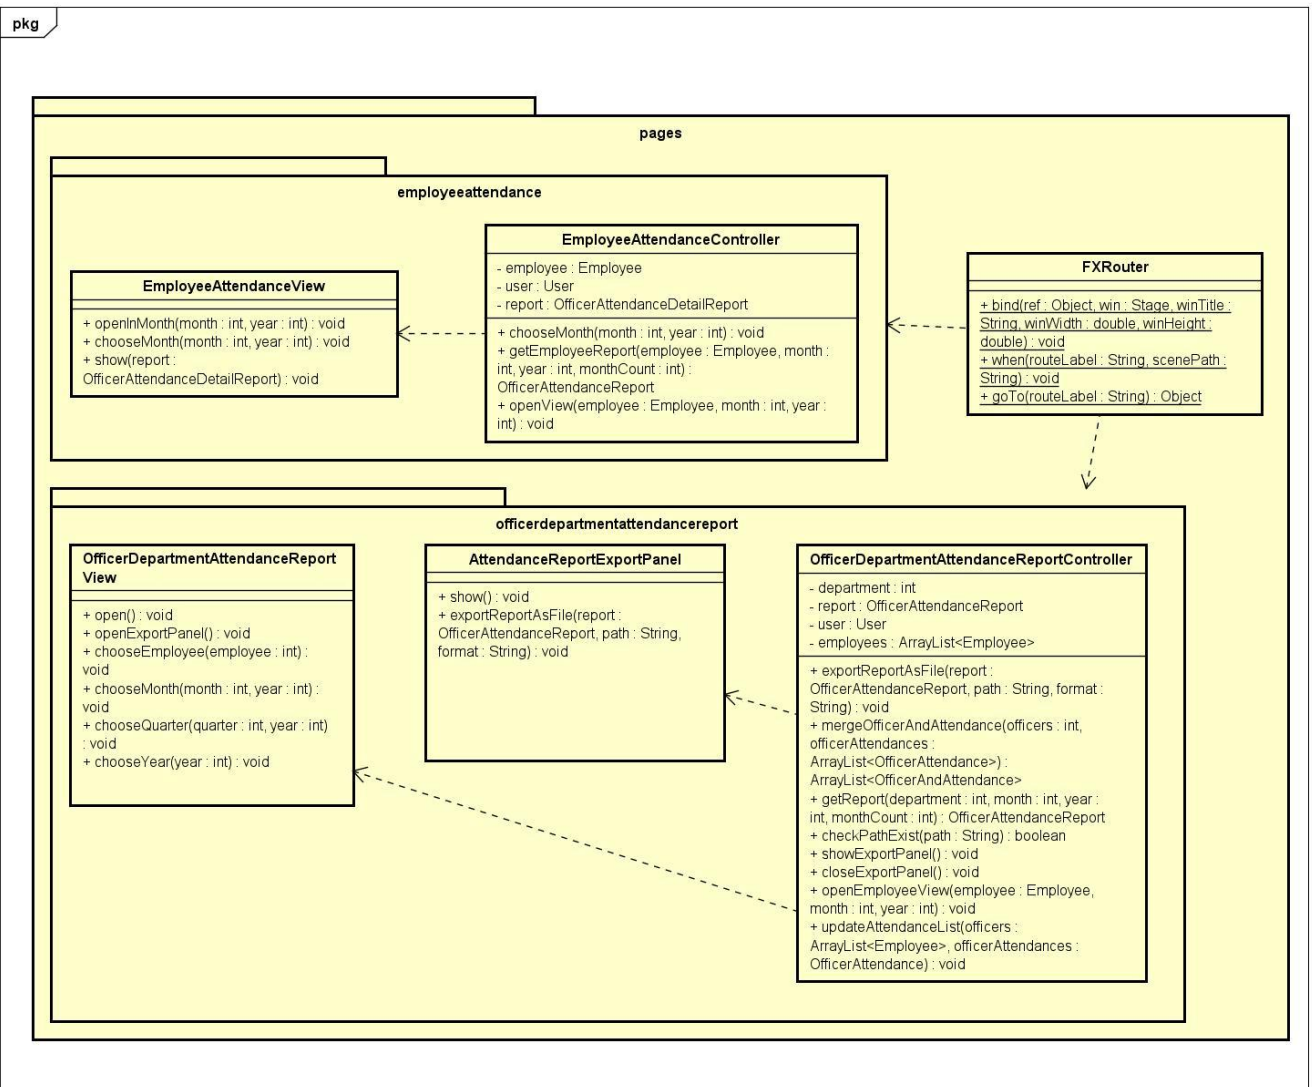 pkg
pages
employeeattendance
EmployeeAttendanceView
+ openInMonth(month : int, year : int) : void
+ chooseMonth(month : int, year : int) : void
+ show(report :
OfficerAttendanceDetailReport) : void
EmployeeAttendanceController
- employee : Employee
- user : User
- report : OfficerAttendanceDetailReport
+ chooseMonth(month : int, year : int) : void
+ getEmployeeReport(employee : Employee, month :
int, year : int, monthCount : int) :
OfficerAttendanceReport
+ openView(employee : Employee, month : int, year :
int) : void
FXRouter
+ bind(ref : Object, win : Stage, winTitle :
String, winWidth : double, winHeight :
double) : void
+ when(routeLabel : String, scenePath :
String) : void
+ goTo(routeLabel : String) : Object
officerdepartmentattendancereport
OfficerDepartmentAttendanceReport
View
+ open() : void
+ openExportPanel() : void
+ chooseEmployee(employee : int) :
void
+ chooseMonth(month : int, year : int) :
void
+ chooseQuarter(quarter : int, year : int)
: void
+ chooseYear(year : int) : void
AttendanceReportExportPanel
+ show() : void
+ exportReportAsFile(report :
OfficerAttendanceReport, path : String,
format : String) : void
OfficerDepartmentAttendanceReportController
- department : int
- report : OfficerAttendanceReport
- user : User
- employees : ArrayList<Employee>
+ exportReportAsFile(report :
OfficerAttendanceReport, path : String, format :
String) : void
+ mergeOfficerAndAttendance(officers : int,
officerAttendances :
ArrayList<OfficerAttendance>) :
ArrayList<OfficerAndAttendance>
+ getReport(department : int, month : int, year :
int, monthCount : int) : OfficerAttendanceReport
+ checkPathExist(path : String) : boolean
+ showExportPanel() : void
+ closeExportPanel() : void
+ openEmployeeView(employee : Employee,
month : int, year : int) : void
+ updateAttendanceList(officers :
ArrayList<Employee>, officerAttendances :
OfficerAttendance) : void